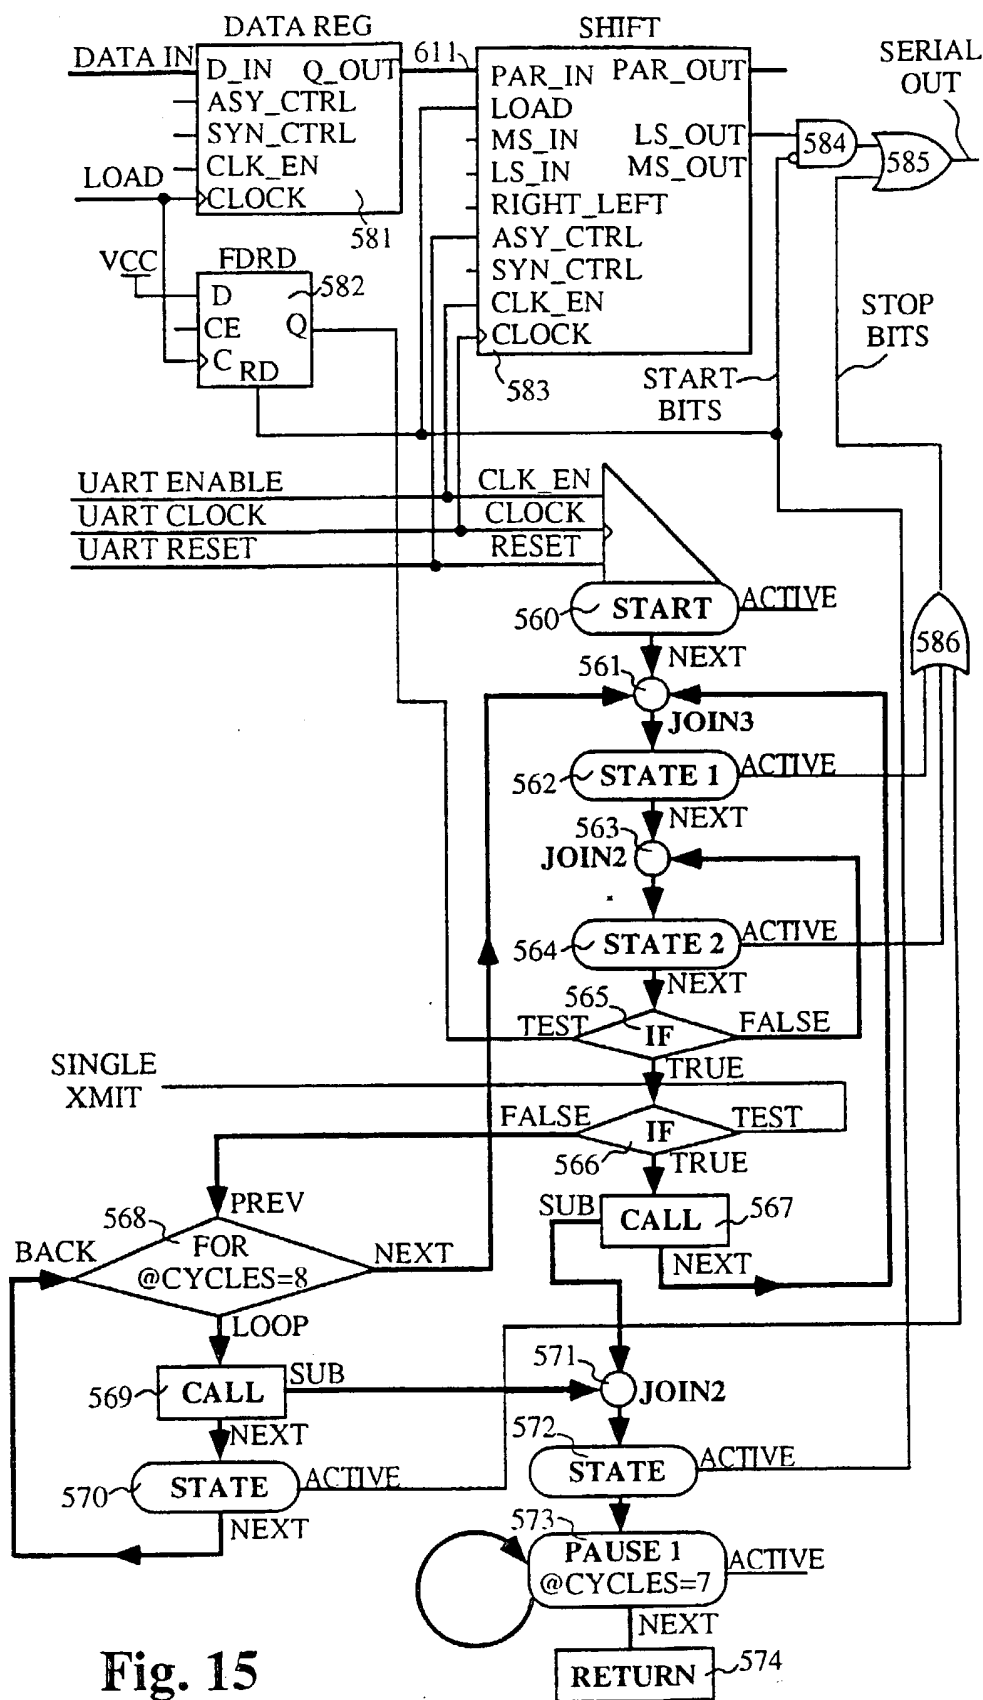 DATA REG
SHIFT
SERIAL OUT
DATA IN
D_IN
Q_OUT
ASY_CTRL
SYN_CTRL
CLK_EN
CLOCK
581
LOAD
611
PAR_IN
PAR_OUT
LOAD
MS_IN
LS_OUT
LS_IN
MS_OUT
RIGHT_LEFT
ASY_CTRL
SYN_CTRL
CLK_EN
CLOCK
583
584
585
VCC
FDRD
582
D
CE
Q
C
RD
START BITS
STOP BITS
UART ENABLE
CLK_EN
UART CLOCK
CLOCK
UART RESET
RESET
560
START
ACTIVE
586
NEXT
561
JOIN3
562
STATE 1
ACTIVE
NEXT
563
JOIN2
564
STATE 2
ACTIVE
NEXT
565
TEST
IF
FALSE
TRUE
SINGLE XMIT
FALSE
IF
TEST
566
TRUE
SUB
CALL
567
NEXT
PREV
568
FOR
BACK
@CYCLES=8
NEXT
LOOP
569
CALL
SUB
571
JOIN2
NEXT
570
STATE
ACTIVE
NEXT
572
STATE
ACTIVE
573
PAUSE 1
@CYCLES=7
ACTIVE
NEXT
RETURN
574
Fig. 15